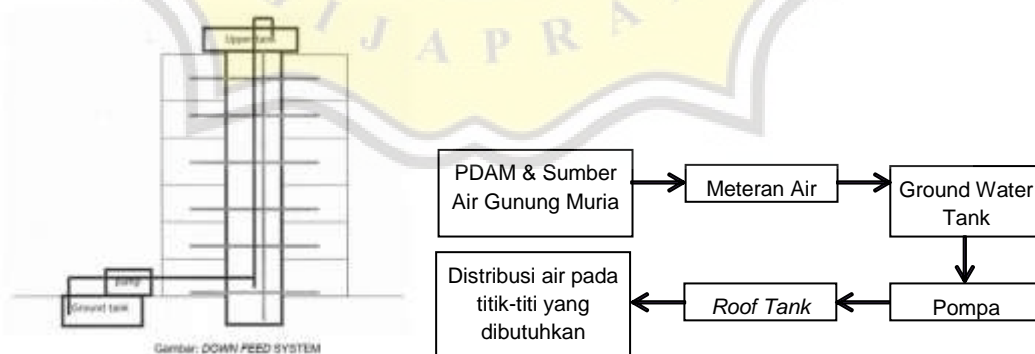 IJAPRA
Upper tank
pump
Ground tank
Gambar: DOWN FEED SYSTEM
PDAM & Sumber
Air Gunung Muria
Meteran Air
Ground Water
Tank
Distribusi air pada
titik-titi yang
dibutuhkan
Roof Tank
Pompa